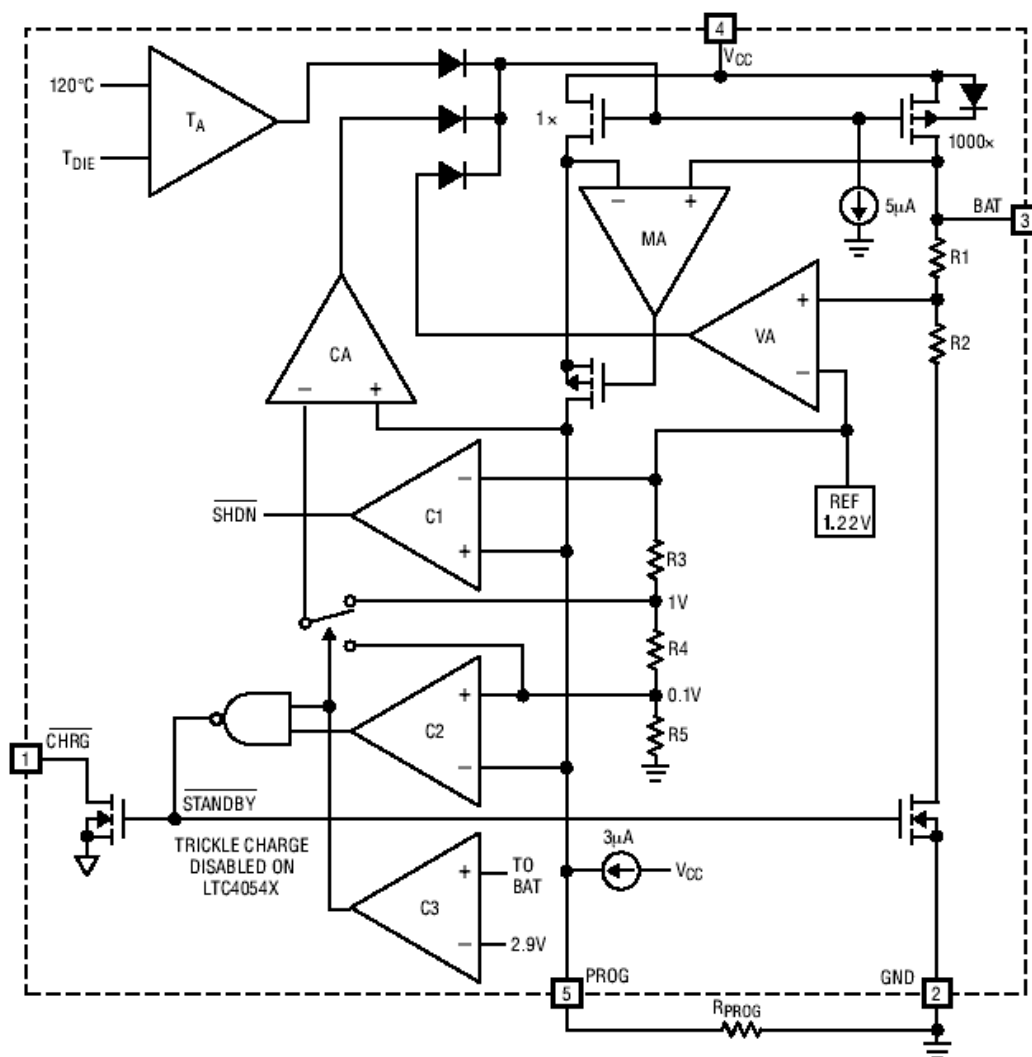 4
VCC
120°C
TA
TDIE
1×
1000×
5µA
BAT
3
–
+
MA
R1
+
VA
–
R2
CA
–
+
REF
1.22V
–
C1
+
SHDN
R3
1V
R4
0.1V
+
C2
–
R5
CHRG
1
STANDBY
TRICKLE CHARGE
DISABLED ON
LTC4054X
3µA
VCC
+
TO
BAT
C3
–
2.9V
PROG
5
GND
2
RPROG